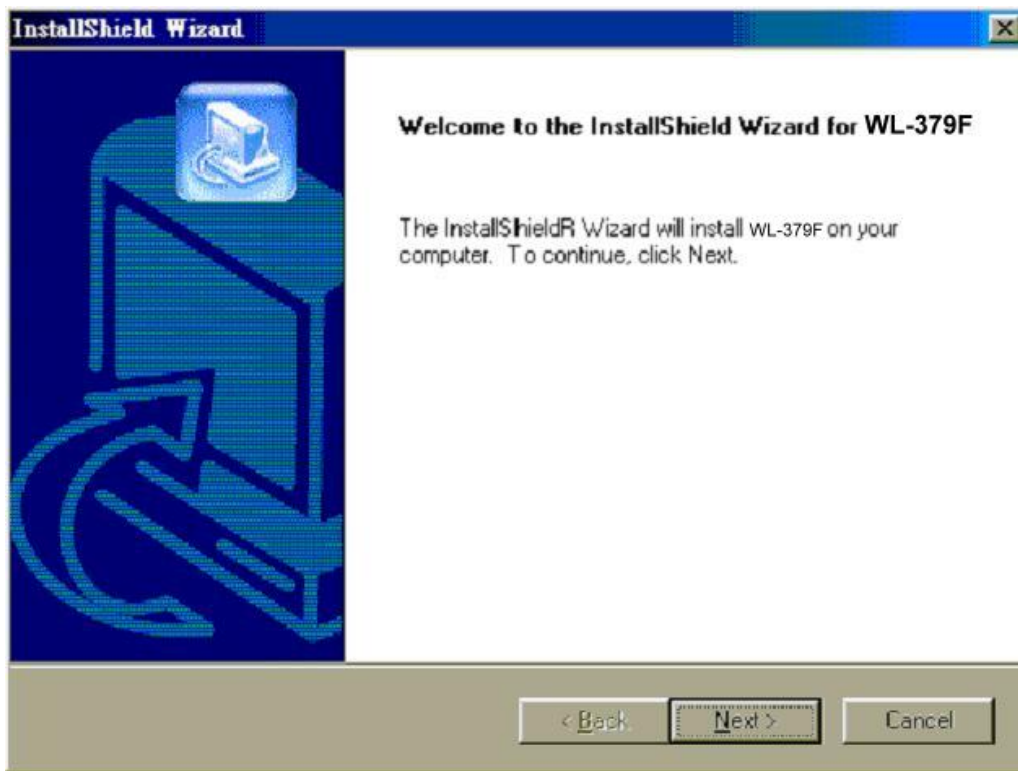 InstallShield Wizard
Welcome to the InstallShield Wizard for WL-379F
The InstallShieldR Wizard will install WL-379F on your
computer. To continue, click Next.
< Back
Next >
Cancel